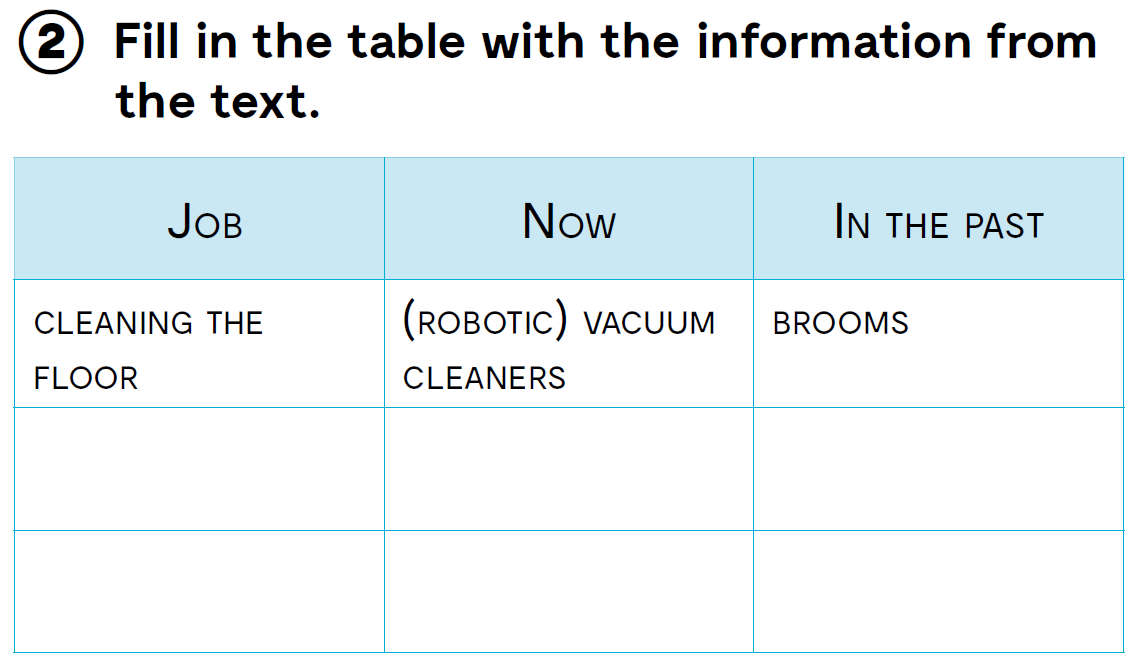 2 Fill in the table with the information from
the text.
Job Now In the past
cleaning the (robotic) vacuum brooms
floor cleaners